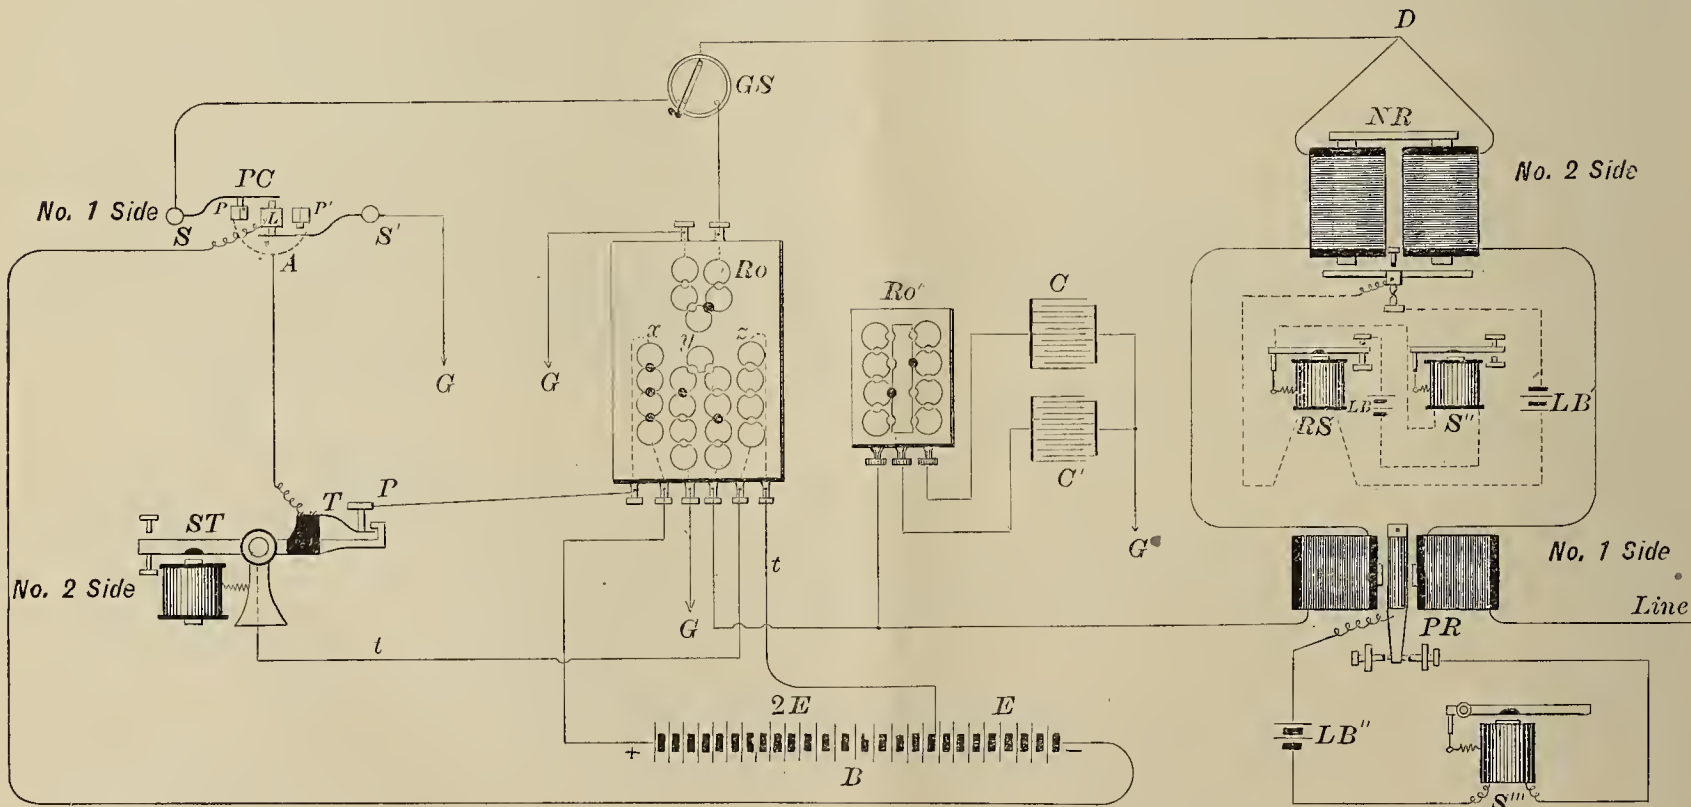 D
GS
NR
No. 2 Side
PC
No. 1 Side
P
L
P'
S
S'
A
Ro
x
y
z
G
G
Ro'
C
C'
G
RS
LB
S"
LB'
ST
T
P
No. 2 Side
t
t
G
No. 1 Side
Line
PR
2E
E
+
−
B
LB"
S'''